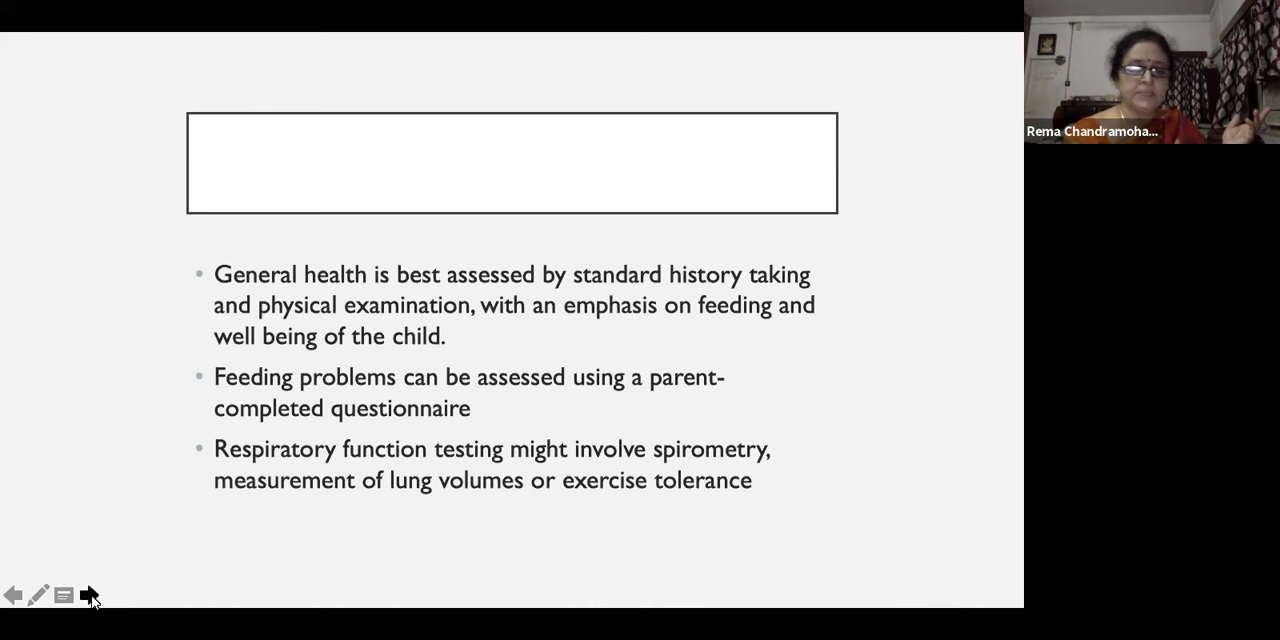 General health is best assessed by standard history taking
and physical examination, with an emphasis on feeding and
well being of the child.
Feeding problems can be assessed using a parent-
completed questionnaire
Respiratory function testing might involve spirometry,
measurement of lung volumes or exercise tolerance
Rema Chandramoha...